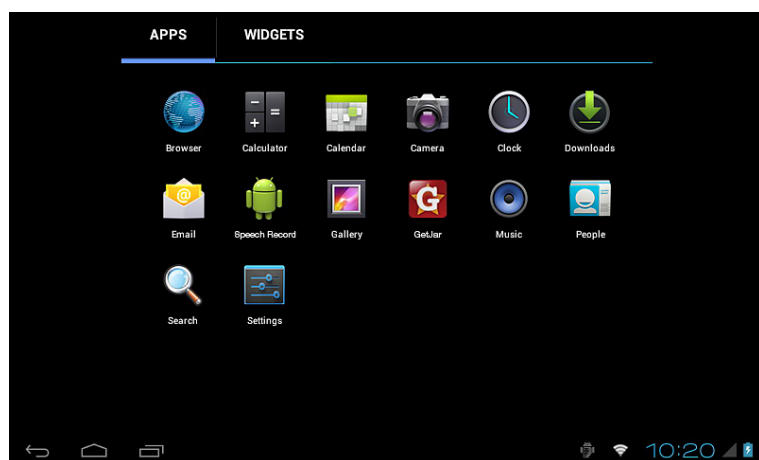 APPS WIDGETS
Browser Calculator Calendar Camera Clock Downloads
Email Speech Record Gallery GetJar Music People
Search Settings
10:20